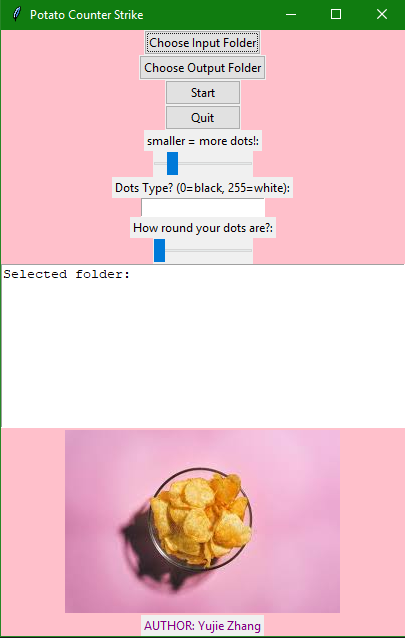 Potato Counter Strike
Choose Input Folder
Choose Output Folder
Start
Quit
smaller = more dots!:
Dots Type? (0=black, 255=white):
How round your dots are?:
Selected folder:
AUTHOR: Yujie Zhang